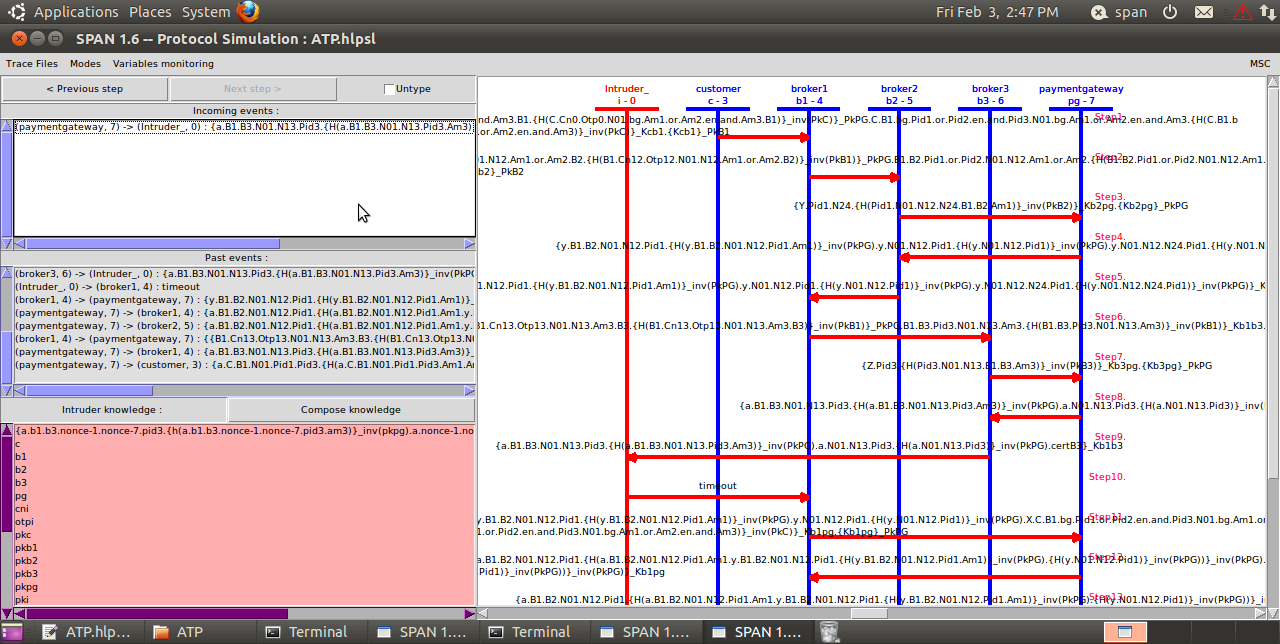 Applications Places System
Fri Feb 3, 2:47 PM
span
SPAN 1.6 -- Protocol Simulation : ATP.hlpsl
Trace Files Modes Variables monitoring
MSC
< Previous step
Next step >
Untype
Incoming events :
(paymentgateway, 7) -> (Intruder_, 0) : {a.B1.B3.N01.N13.Pid3.{H(a.B1.B3.N01.N13.Pid3.Am3)}
Past events :
(broker3, 6) -> (Intruder_, 0) : {a.B1.B3.N01.N13.Pid3.{H(a.B1.B3.N01.N13.Pid3.Am3)}_inv(PkPG
(Intruder_, 0) -> (broker1, 4) : timeout
(broker1, 4) -> (paymentgateway, 7) : {y.B1.B2.N01.N12.Pid1.{H(y.B1.B2.N01.N12.Pid1.Am1)}_
(paymentgateway, 7) -> (broker1, 4) : {a.B1.B2.N01.N12.Pid1.{H(a.B1.B2.N01.N12.Pid1.Am1.y.
(paymentgateway, 7) -> (broker2, 5) : {a.B1.B2.N01.N12.Pid1.{H(a.B1.B2.N01.N12.Pid1.Am1.y.
(broker1, 4) -> (paymentgateway, 7) : {{B1.Cn13.Otp13.N01.N13.Am3.B3.{H(B1.Cn13.Otp13.N0
(paymentgateway, 7) -> (broker1, 4) : {a.B1.B3.N01.N13.Pid3.{H(a.B1.B3.N01.N13.Pid3.Am3)}_
(paymentgateway, 7) -> (customer, 3) : {a.C.B1.N01.Pid1.Pid3.{H(a.C.B1.N01.Pid1.Pid3.Am1.Am
Intruder knowledge :
Compose knowledge
{a.b1.b3.nonce-1.nonce-7.pid3.{h(a.b1.b3.nonce-1.nonce-7.pid3.am3)}_inv(pkpg).a.nonce-1.no
c
b1
b2
b3
pg
cni
otpi
pkc
pkb1
pkb2
pkb3
pkpg
pki
Intruder_ customer broker1 broker2 broker3 paymentgateway
i - 0 c - 3 b1 - 4 b2 - 5 b3 - 6 pg - 7
Step1.
and.Am3.B1.{H(C.Cn0.Otp0.N01.bg.Am1.or.Am2.en.and.Am3.B1)}_inv(PkC)}_PkPG.C.B1.bg.Pid1.or.Pid2.en.and.Pid3.N01.bg.Am1.or.Am2.en.and.Am3.{H(C.B1.b
or.Am2.en.and.Am3)}_inv(PkC)}_Kcb1.{Kcb1}_PkB1
Step2.
01.N12.Am1.or.Am2.B2.{H(B1.Cn12.Otp12.N01.N12.Am1.or.Am2.B2)}_inv(PkB1)}_PkPG.B1.B2.Pid1.or.Pid2.N01.N12.Am1.or.Am2.{H(B1.B2.Pid1.or.Pid2.N01.N12.Am1.
b2}_PkB2
Step3.
{Y.Pid1.N24.{H(Pid1.N01.N12.N24.B1.B2.Am1)}_inv(PkB2)}_Kb2pg.{Kb2pg}_PkPG
Step4.
{y.B1.B2.N01.N12.Pid1.{H(y.B1.B2.N01.N12.Pid1.Am1)}_inv(PkPG).y.N01.N12.Pid1.{H(y.N01.N12.Pid1)}_inv(PkPG).y.N01.N12.N24.Pid1.{H(y.N01.N
Step5.
1.N12.Pid1.{H(y.B1.B2.N01.N12.Pid1.Am1)}_inv(PkPG).y.N01.N12.Pid1.{H(y.N01.N12.Pid1)}_inv(PkPG).y.N01.N12.N24.Pid1.{H(y.N01.N12.N24.Pid1)}_inv(PkPG)}_K
Step6.
B1.Cn13.Otp13.N01.N13.Am3.B3.{H(B1.Cn13.Otp13.N01.N13.Am3.B3)}_inv(PkB1)}_PkPG.B1.B3.Pid3.N01.N13.Am3.{H(B1.B3.Pid3.N01.N13.Am3)}_inv(PkB1)}_Kb1b3.
Step7.
{Z.Pid3.{H(Pid3.N01.N13.B1.B3.Am3)}_inv(PkB3)}_Kb3pg.{Kb3pg}_PkPG
Step8.
{a.B1.B3.N01.N13.Pid3.{H(a.B1.B3.N01.N13.Pid3.Am3)}_inv(PkPG).a.N01.N13.Pid3.{H(a.N01.N13.Pid3)}_inv(
Step9.
{a.B1.B3.N01.N13.Pid3.{H(a.B1.B3.N01.N13.Pid3.Am3)}_inv(PkPG).a.N01.N13.Pid3.{H(a.N01.N13.Pid3)}_inv(PkPG).certB3}_Kb1b3
Step10.
timeout
Step11.
y.B1.B2.N01.N12.Pid1.{H(y.B1.B2.N01.N12.Pid1.Am1)}_inv(PkPG).y.N01.N12.Pid1.{H(y.N01.N12.Pid1)}_inv(PkPG).X.C.B1.bg.Pid1.or.Pid2.en.and.Pid3.N01.bg.Am1.or
1.or.Pid2.en.and.Pid3.N01.bg.Am1.or.Am2.en.and.Am3)}_inv(PkC)}_Kb1pg.{Kb1pg}_PkPG
Step12.
a.B1.B2.N01.N12.Pid1.{H(a.B1.B2.N01.N12.Pid1.Am1.y.B1.B2.N01.N12.Pid1.{H(y.B1.B2.N01.N12.Pid1.Am1)}_inv(PkPG).{H(y.N01.N12.Pid1)}_inv(PkPG))}_inv(PkPG).
Pid1)}_inv(PkPG))}_inv(PkPG)}_Kb1pg
Step13.
{a.B1.B2.N01.N12.Pid1.{H(a.B1.B2.N01.N12.Pid1.Am1.y.B1.B2.N01.N12.Pid1.{H(y.B1.B2.N01.N12.Pid1.Am1)}_inv(PkPG).{H(y.N01.N12.Pid1)}_i
ATP.hlp...
ATP
Terminal
SPAN 1....
Terminal
SPAN 1....
SPAN 1....